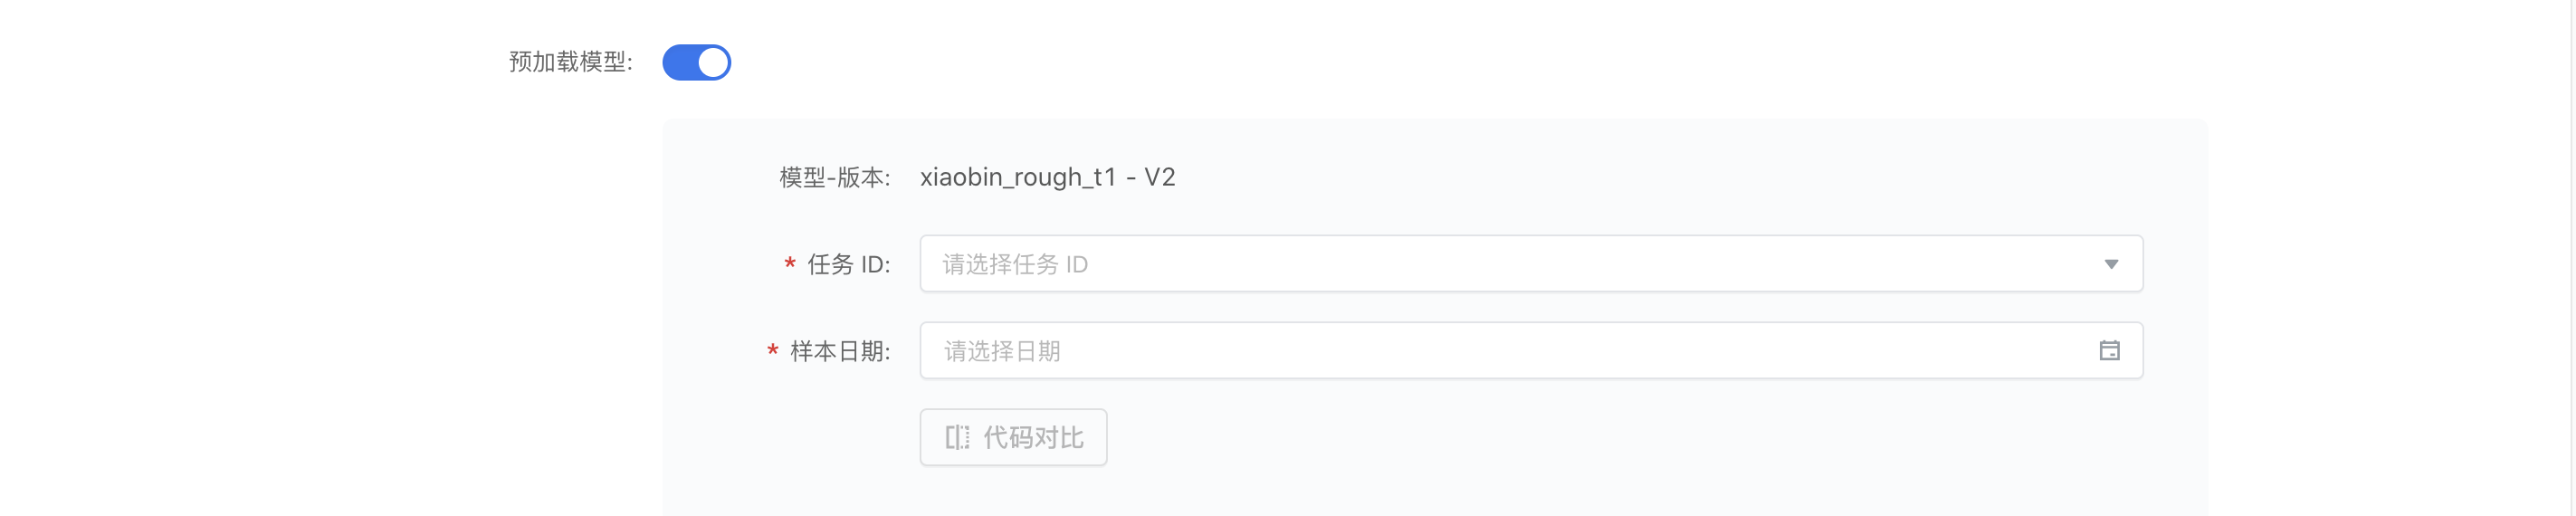 预加载模型:
模型-版本: xiaobin_rough_t1 - V2
* 任务 ID: 请选择任务 ID
* 样本日期: 请选择日期
代码对比